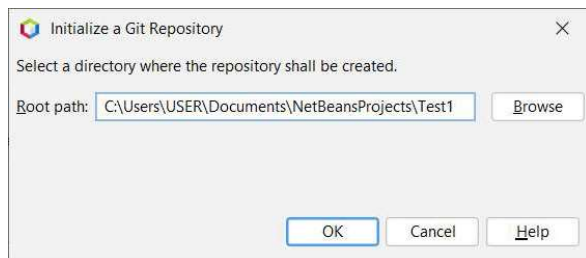 Initialize a Git Repository
Select a directory where the repository shall be created.
Root path: C:\Users\USER\Documents\NetBeansProjects\Test1 Browse
OK Cancel Help